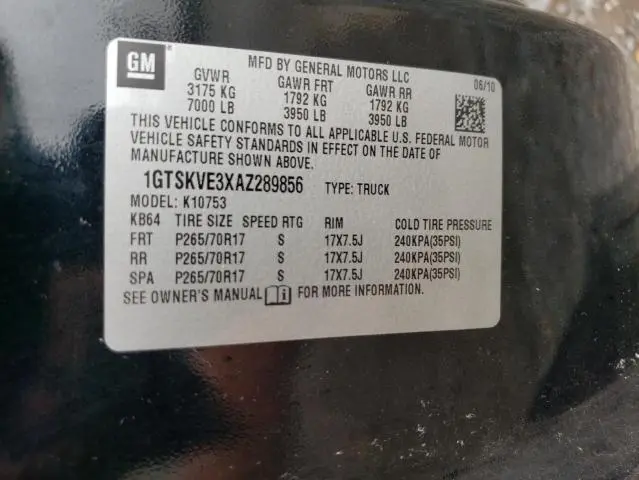 GM
MFD BY GENERAL MOTORS LLC
GVWR GAWR FRT GAWR RR 06/10
3175 KG 1792 KG 1792 KG
7000 LB 3950 LB 3950 LB
THIS VEHICLE CONFORMS TO ALL APPLICABLE U.S. FEDERAL MOTOR
VEHICLE SAFETY STANDARDS IN EFFECT ON THE DATE OF
MANUFACTURE SHOWN ABOVE.
1GTSKVE3XAZ289856 TYPE: TRUCK
MODEL: K10753
KB64 TIRE SIZE SPEED RTG RIM COLD TIRE PRESSURE
FRT P265/70R17 S 17X7.5J 240KPA(35PSI)
RR P265/70R17 S 17X7.5J 240KPA(35PSI)
SPA P265/70R17 S 17X7.5J 240KPA(35PSI)
SEE OWNER'S MANUAL FOR MORE INFORMATION.